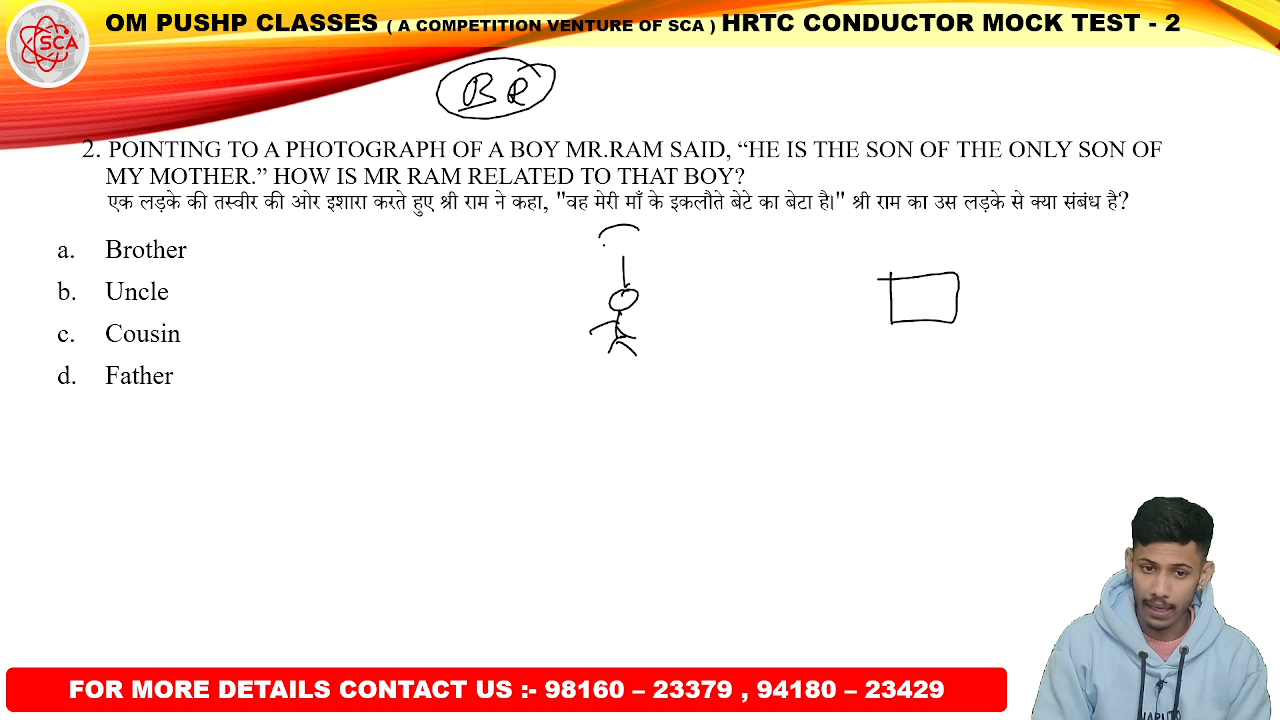 OM PUSHP CLASSES ( A COMPETITION VENTURE OF SCA ) HRTC CONDUCTOR MOCK TEST - 2
SCA
BR
2. POINTING TO A PHOTOGRAPH OF A BOY MR.RAM SAID, “HE IS THE SON OF THE ONLY SON OF
MY MOTHER.” HOW IS MR RAM RELATED TO THAT BOY?
एक लड़के की तस्वीर की ओर इशारा करते हुए श्री राम ने कहा, "वह मेरी माँ के इकलौते बेटे का बेटा है।" श्री राम का उस लड़के से क्या संबंध है?
a. Brother
b. Uncle
c. Cousin
d. Father
FOR MORE DETAILS CONTACT US :- 98160 – 23379 , 94180 – 23429